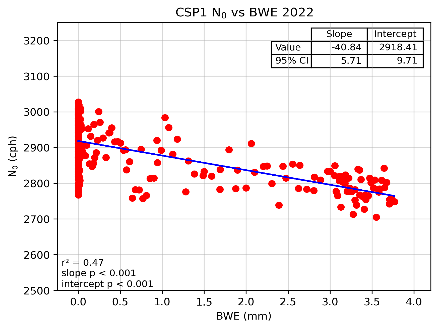 CSP1 N₀ vs BWE 2022
Slope Intercept
Value -40.84 2918.41
95% CI 5.71 9.71
N₀ (cph)
3200
3100
3000
2900
2800
2700
2600
2500
r² = 0.47
slope p < 0.001
intercept p < 0.001
0.0 0.5 1.0 1.5 2.0 2.5 3.0 3.5 4.0
BWE (mm)